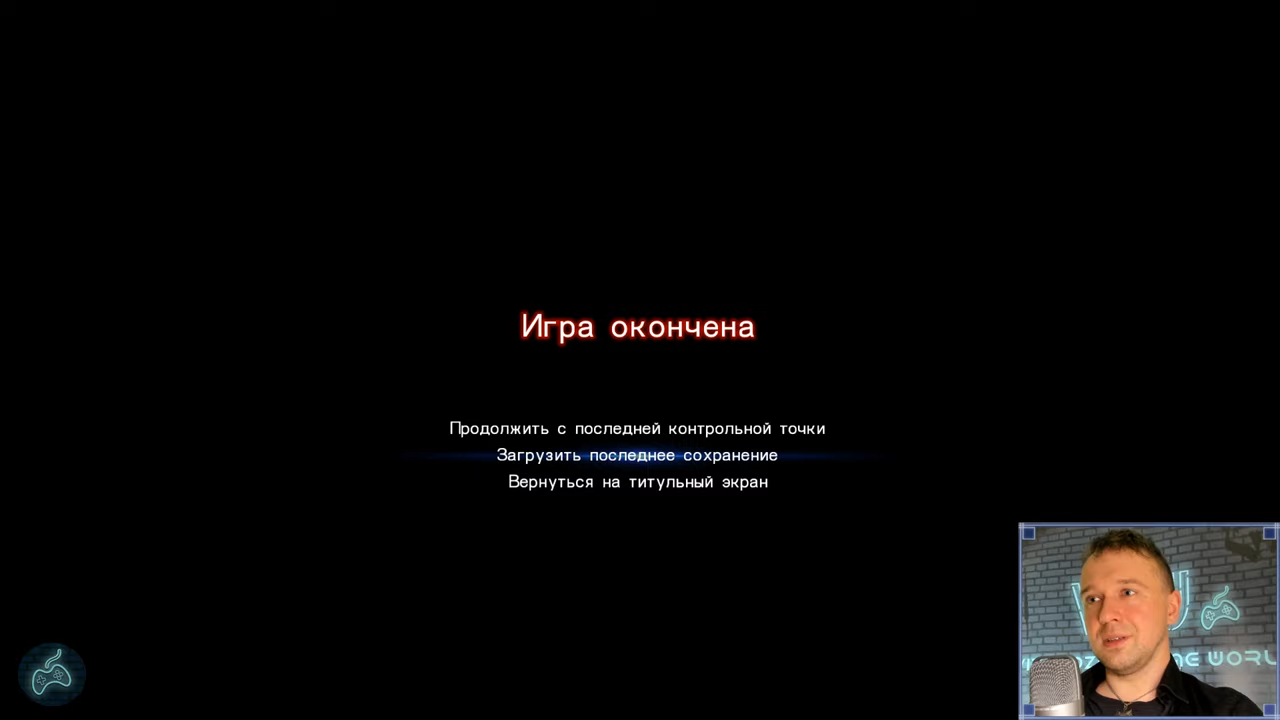 Игра окончена
Продолжить с последней контрольной точки
Загрузить последнее сохранение
Вернуться на титульный экран